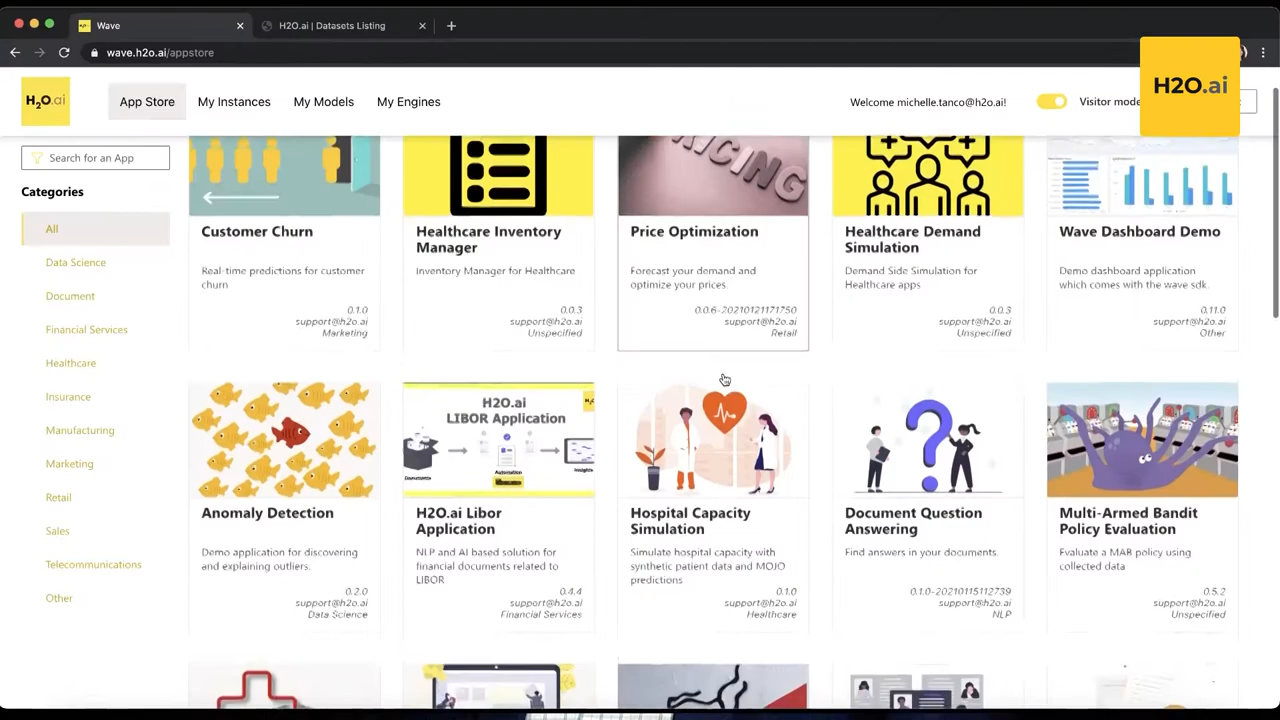 Wave
H2O.ai | Datasets Listing
wave.h2o.ai/appstore
H2O.ai
App Store
My Instances
My Models
My Engines
Welcome michelle.tanco@h2o.ai!
Visitor mode
H2O.ai
Search for an App
Categories
All
Data Science
Document
Financial Services
Healthcare
Insurance
Manufacturing
Marketing
Retail
Sales
Telecommunications
Other
PRICING
Customer Churn
Real-time predictions for customer
churn
0.1.0
support@h2o.ai
Marketing
Healthcare Inventory
Manager
Inventory Manager for Healthcare
0.0.3
support@h2o.ai
Unspecified
Price Optimization
Forecast your demand and
optimize your prices.
0.0.6-20210121171750
support@h2o.ai
Retail
Healthcare Demand
Simulation
Demand Side Simulation for
Healthcare apps
0.0.3
support@h2o.ai
Unspecified
Wave Dashboard Demo
Demo dashboard application
which comes with the wave sdk.
0.11.0
support@h2o.ai
Other
Anomaly Detection
Demo application for discovering
and explaining outliers.
0.2.0
support@h2o.ai
Data Science
H2O.ai
LIBOR Application
Documents
Automation
Insights
H2O.ai Libor
Application
NLP and AI based solution for
financial documents related to
LIBOR
0.4.4
support@h2o.ai
Financial Services
Hospital Capacity
Simulation
Simulate hospital capacity with
synthetic patient data and MOJO
predictions
0.1.0
support@h2o.ai
Healthcare
Document Question
Answering
Find answers in your documents.
0.1.0-20210115112739
support@h2o.ai
NLP
Multi-Armed Bandit
Policy Evaluation
Evaluate a MAB policy using
collected data
0.5.2
support@h2o.ai
Unspecified